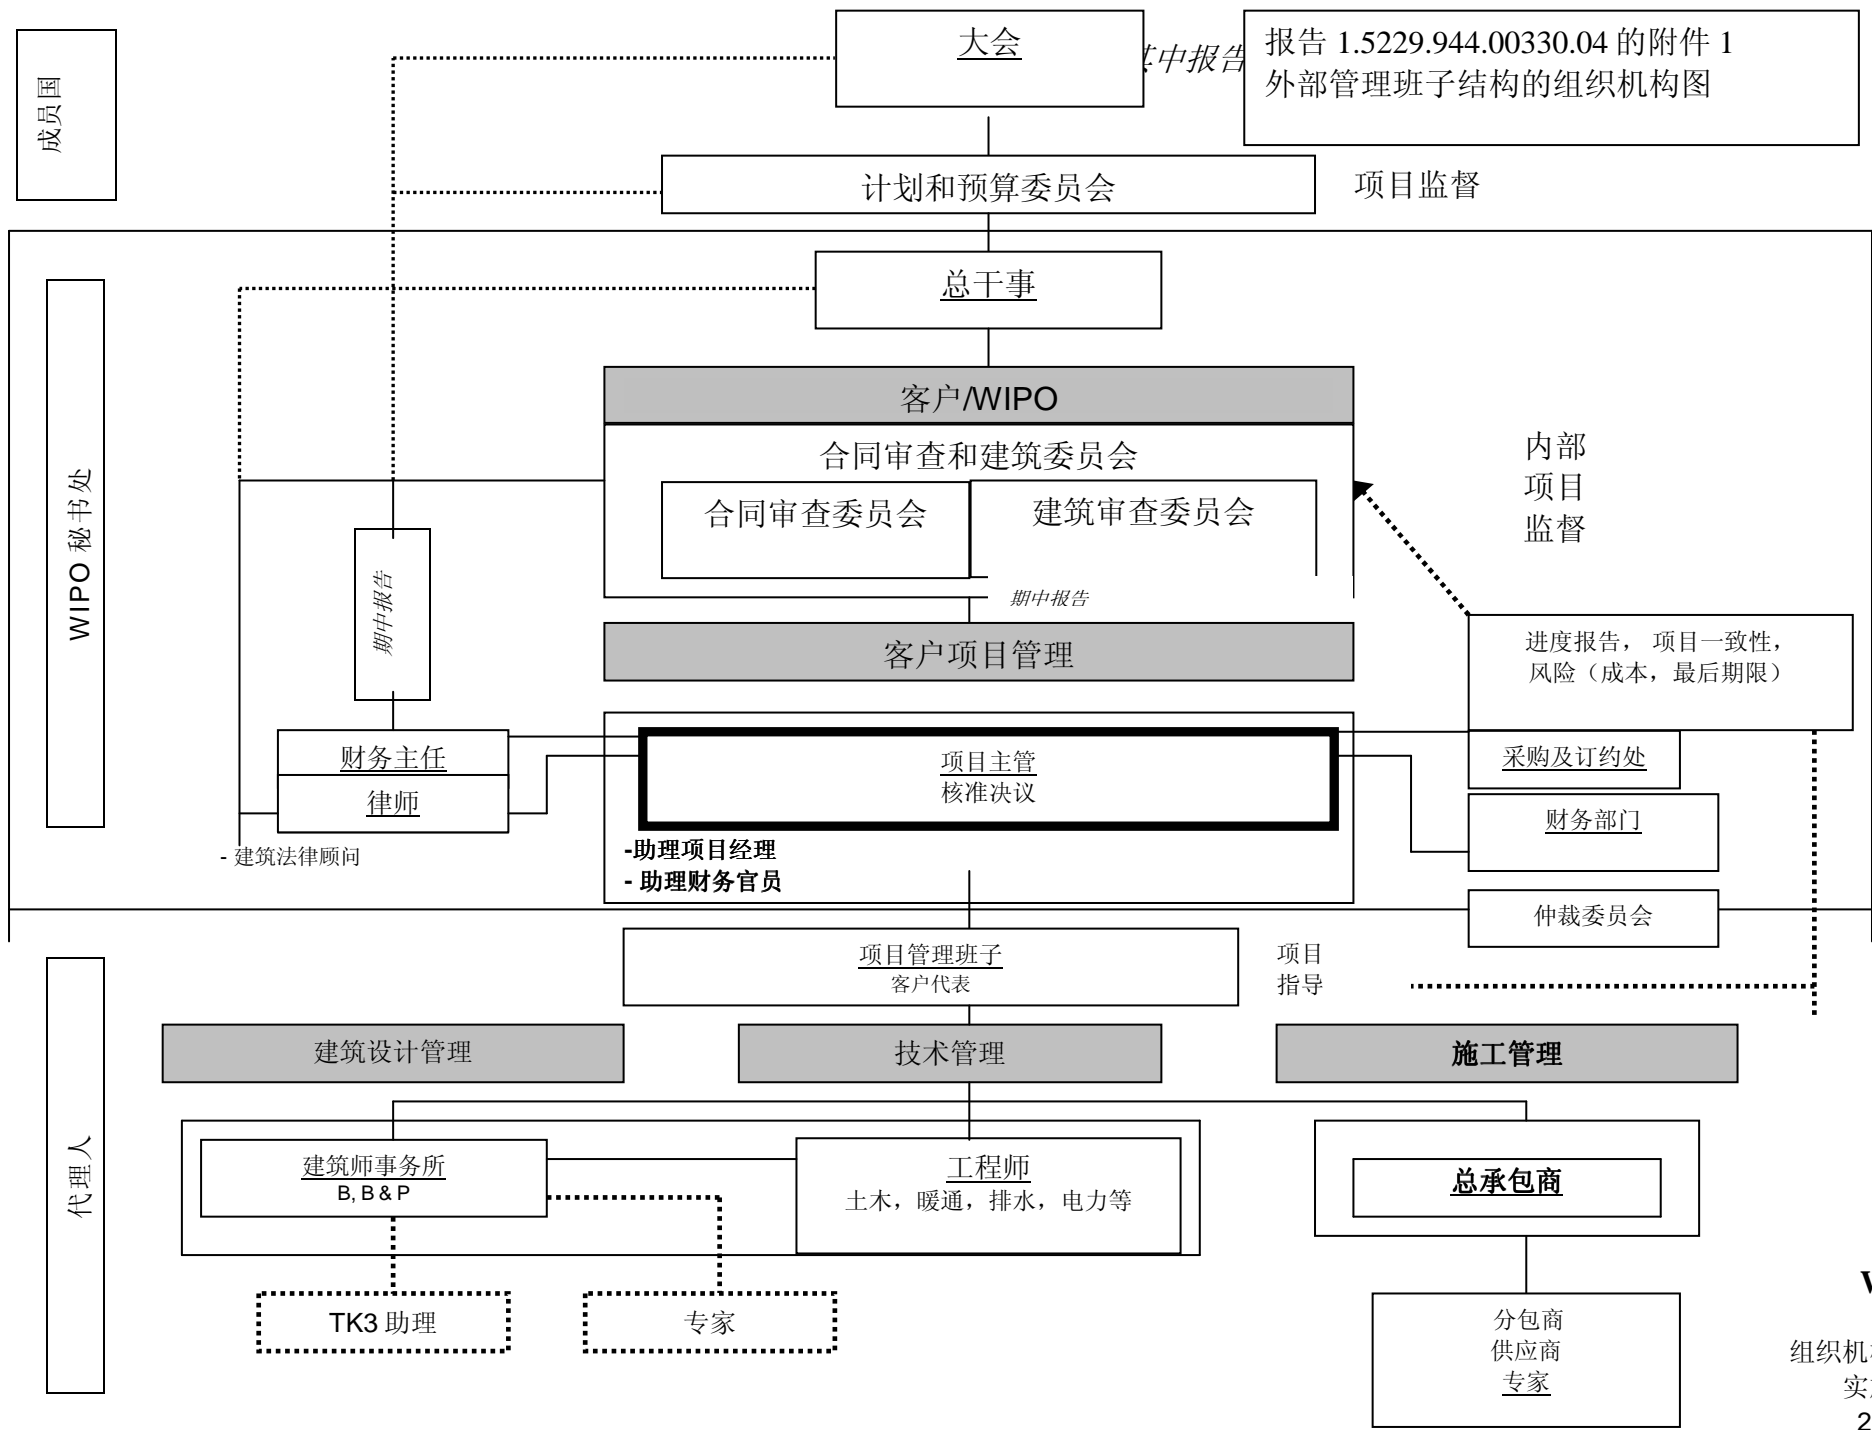 大会
中报告
报告 1.5229.944.00330.04 的附件 1
外部管理班子结构的组织机构图
成员国
计划和预算委员会
项目监督
总干事
客户/WIPO
合同审查和建筑委员会
合同审查委员会
建筑审查委员会
内部
项目
监督
WIPO 秘书处
期中报告
期中报告
客户项目管理
进度报告， 项目一致性，
风险（成本，最后期限）
财务主任
律师
- 建筑法律顾问
项目主管
核准决议
-助理项目经理
- 助理财务官员
采购及订约处
财务部门
仲裁委员会
项目管理班子
客户代表
项目
指导
建筑设计管理
技术管理
施工管理
代理人
建筑师事务所
B, B & P
工程师
土木，暖通，排水，电力等
总承包商
TK3 助理
专家
分包商
供应商
专家
组织机
实
2